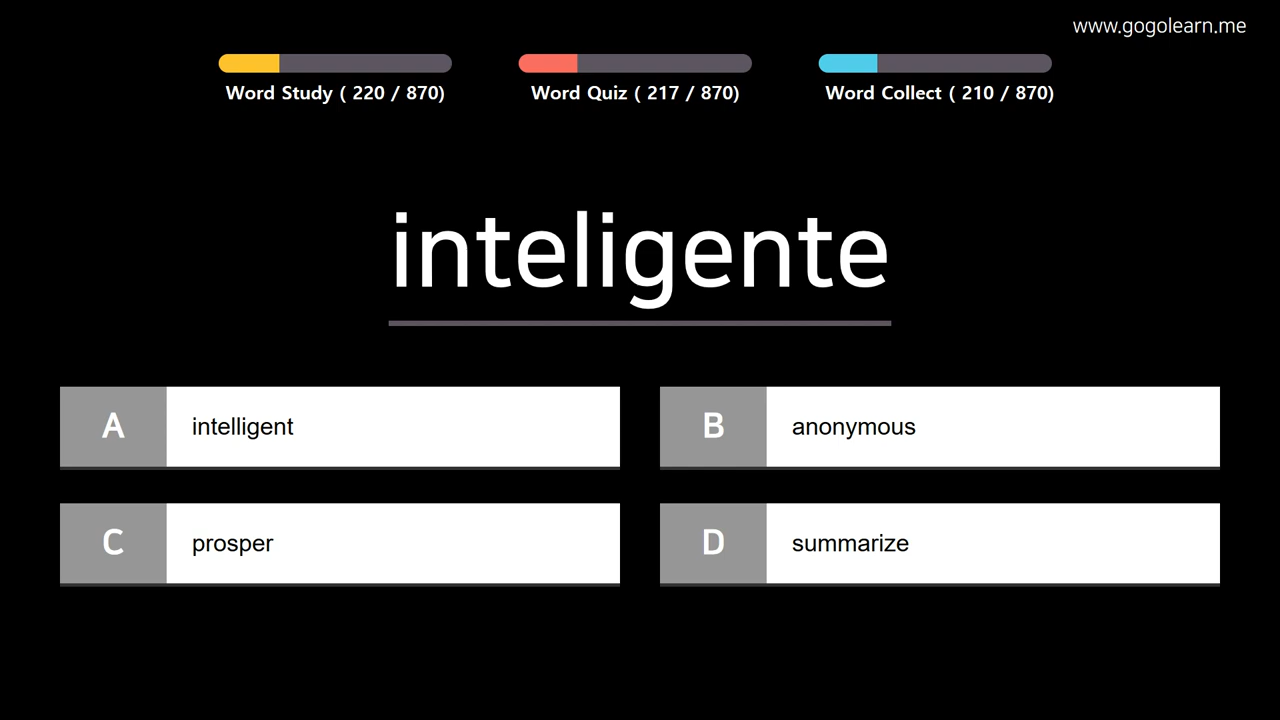 www.gogolearn.me
Word Study ( 220 / 870)
Word Quiz ( 217 / 870)
Word Collect ( 210 / 870)
inteligente
A intelligent
B anonymous
C prosper
D summarize